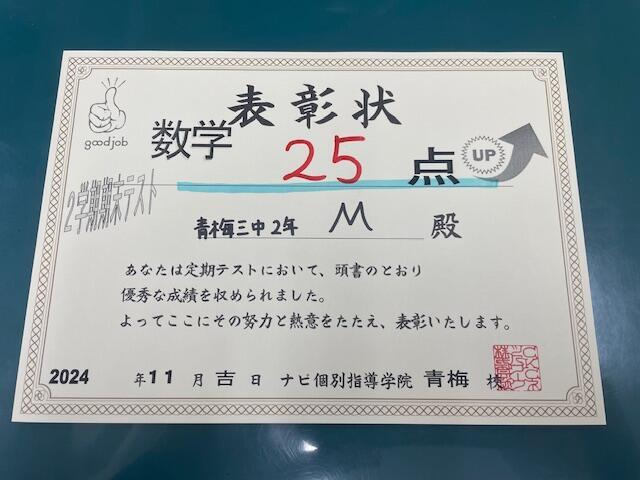 表彰状
good job
数学 25 点 UP
2学期期末テスト
青梅三中2年 M 殿
あなたは定期テストにおいて、頭書のとおり
優秀な成績を収められました。
よってここにその努力と熱意をたたえ、表彰いたします。
2024 年11月吉日 ナビ個別指導学院 青梅 校